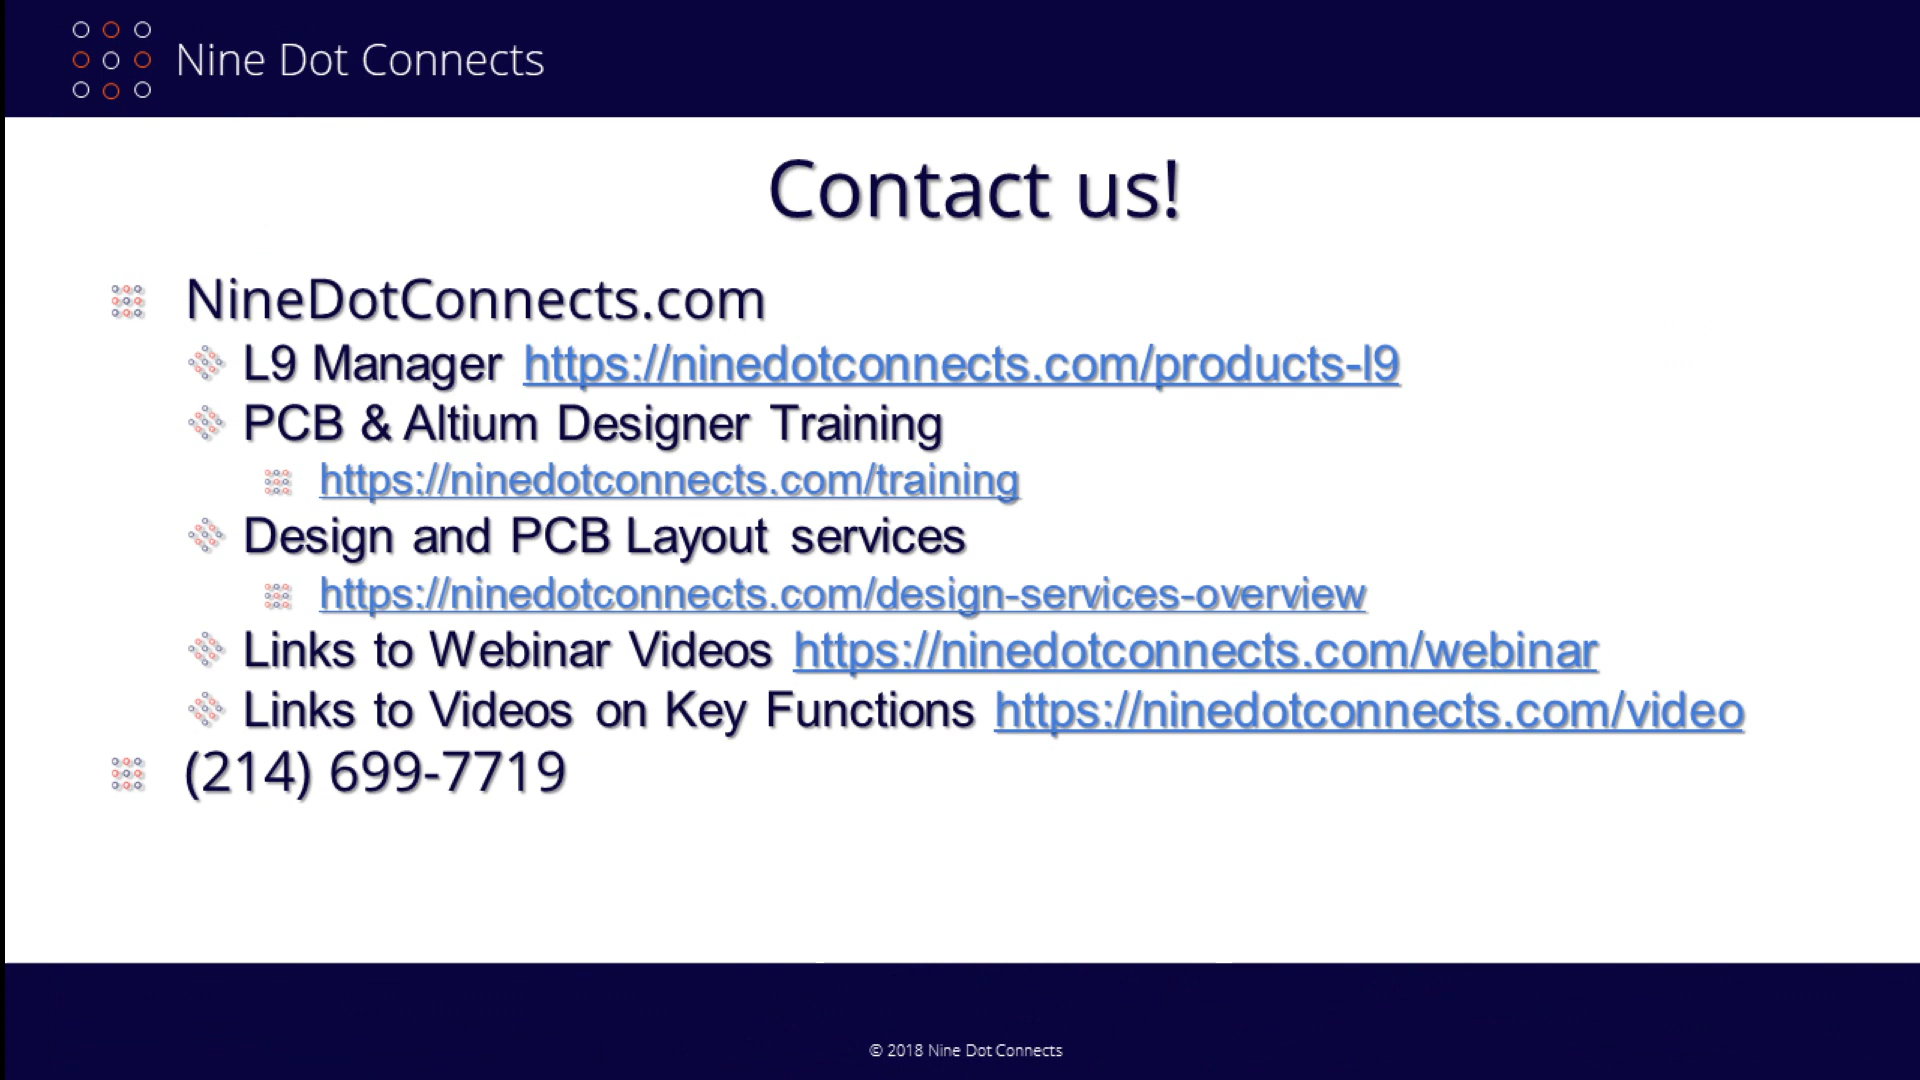 Nine Dot Connects
Contact us!
NineDotConnects.com
L9 Manager https://ninedotconnects.com/products-l9
PCB & Altium Designer Training
https://ninedotconnects.com/training
Design and PCB Layout services
https://ninedotconnects.com/design-services-overview
Links to Webinar Videos https://ninedotconnects.com/webinar
Links to Videos on Key Functions https://ninedotconnects.com/video
(214) 699-7719
© 2018 Nine Dot Connects